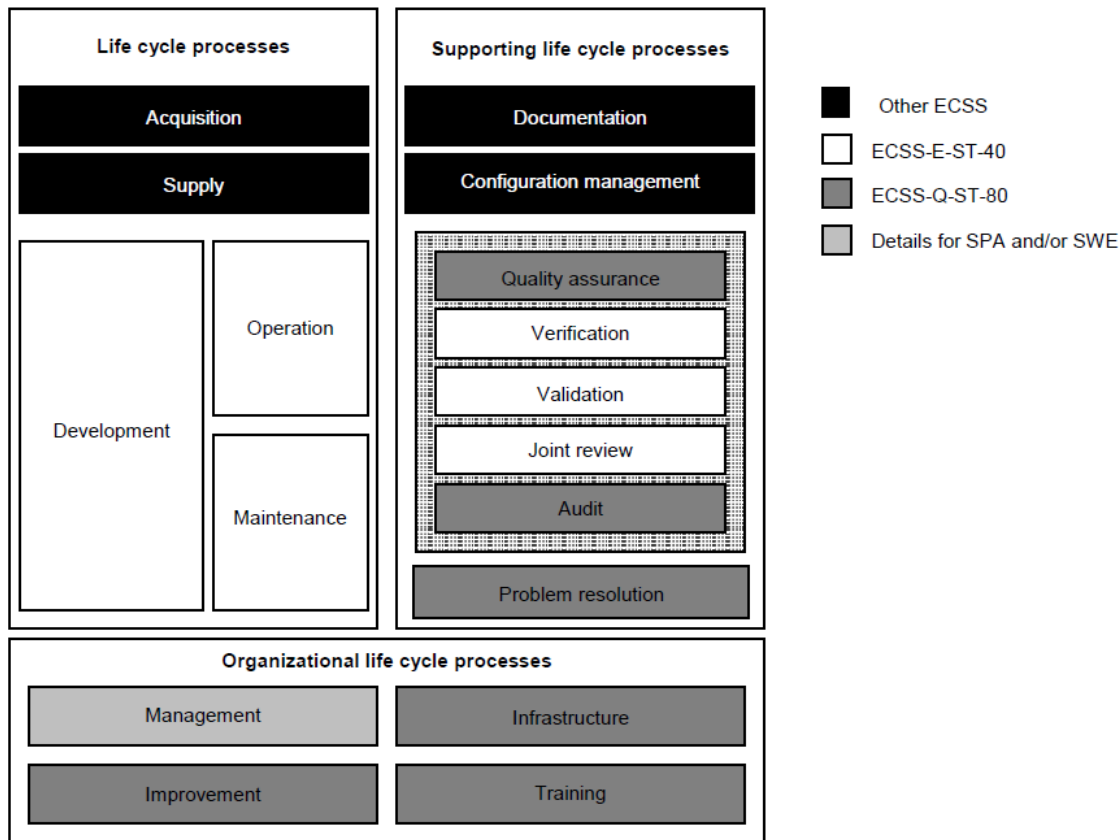 Life cycle processes
Acquisition
Supply
Development
Operation
Maintenance
Supporting life cycle processes
Documentation
Configuration management
Quality assurance
Verification
Validation
Joint review
Audit
Problem resolution
Organizational life cycle processes
Management
Infrastructure
Improvement
Training
Other ECSS
ECSS-E-ST-40
ECSS-Q-ST-80
Details for SPA and/or SWE